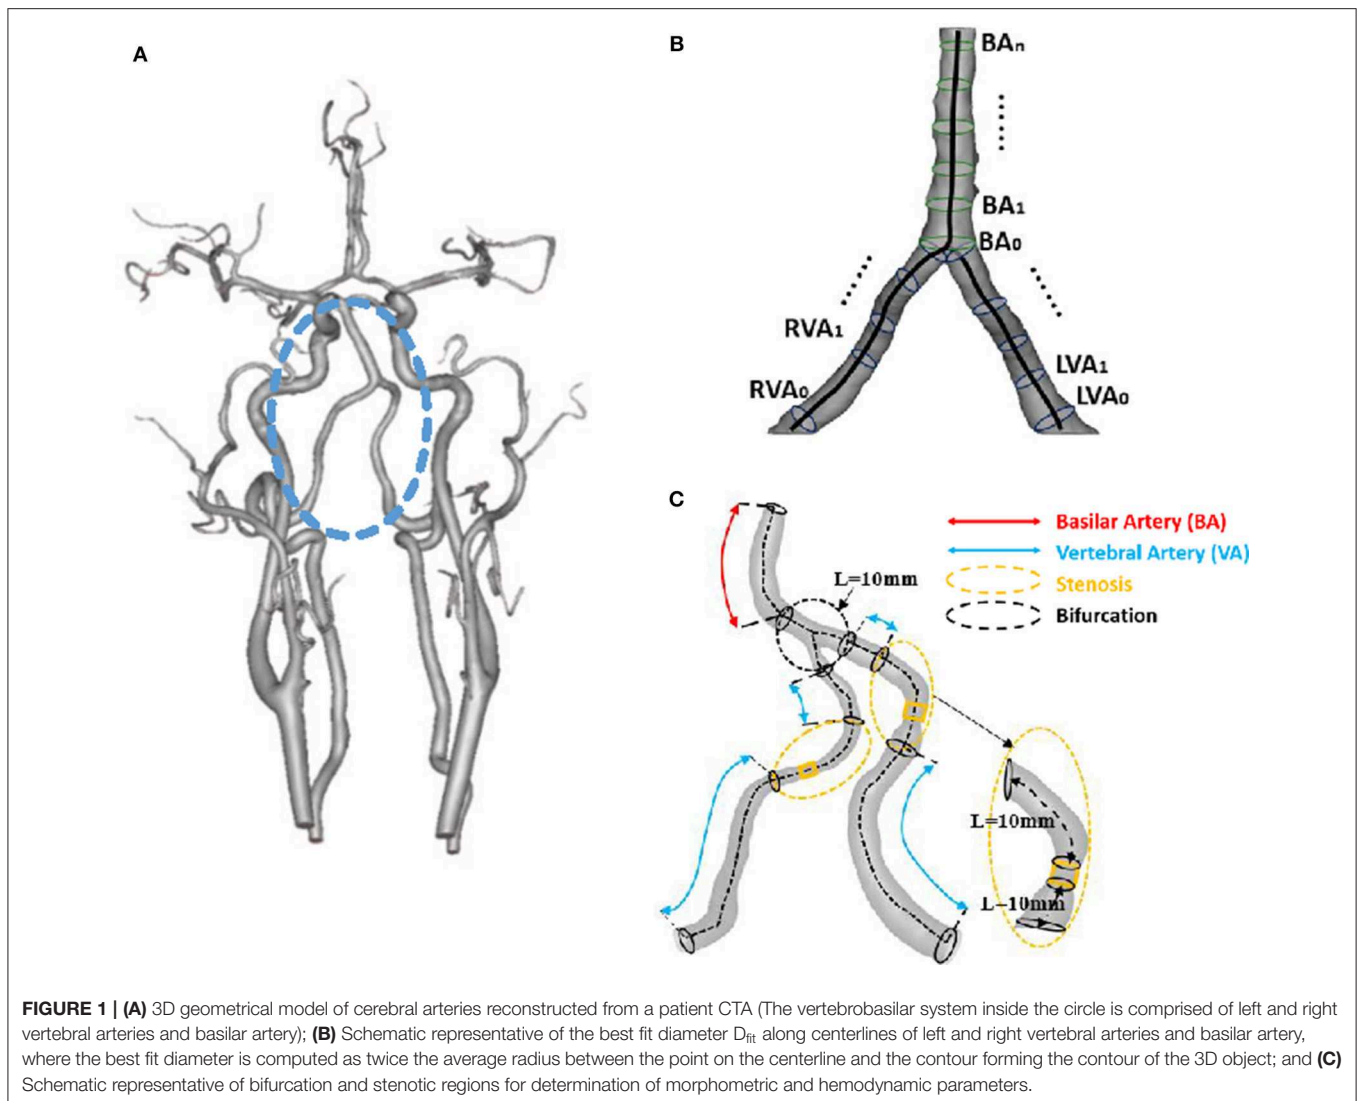 A
B
BAn
BA1
BA0
RVA1
RVA0
LVA1
LVA0
C
Basilar Artery (BA)
Vertebral Artery (VA)
Stenosis
Bifurcation
L=10mm
L=10mm
L=10mm
FIGURE 1 | (A) 3D geometrical model of cerebral arteries reconstructed from a patient CTA (The vertebrobasilar system inside the circle is comprised of left and right
vertebral arteries and basilar artery); (B) Schematic representative of the best fit diameter Dfit along centerlines of left and right vertebral arteries and basilar artery,
where the best fit diameter is computed as twice the average radius between the point on the centerline and the contour forming the contour of the 3D object; and (C)
Schematic representative of bifurcation and stenotic regions for determination of morphometric and hemodynamic parameters.